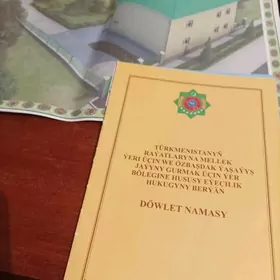 TÜRKMENISTANYŇ
RAÝATLARYNA MELLEK
ÝERI ÜÇIN WE ÖZBAŞDAK ÝAŞAÝYŞ
JAÝYNY GURMAK ÜÇIN ÝER
BÖLEGINE HUSUSY EÝEÇILIK
HUKUGYNY BERÝÄN
DÖWLET NAMASY